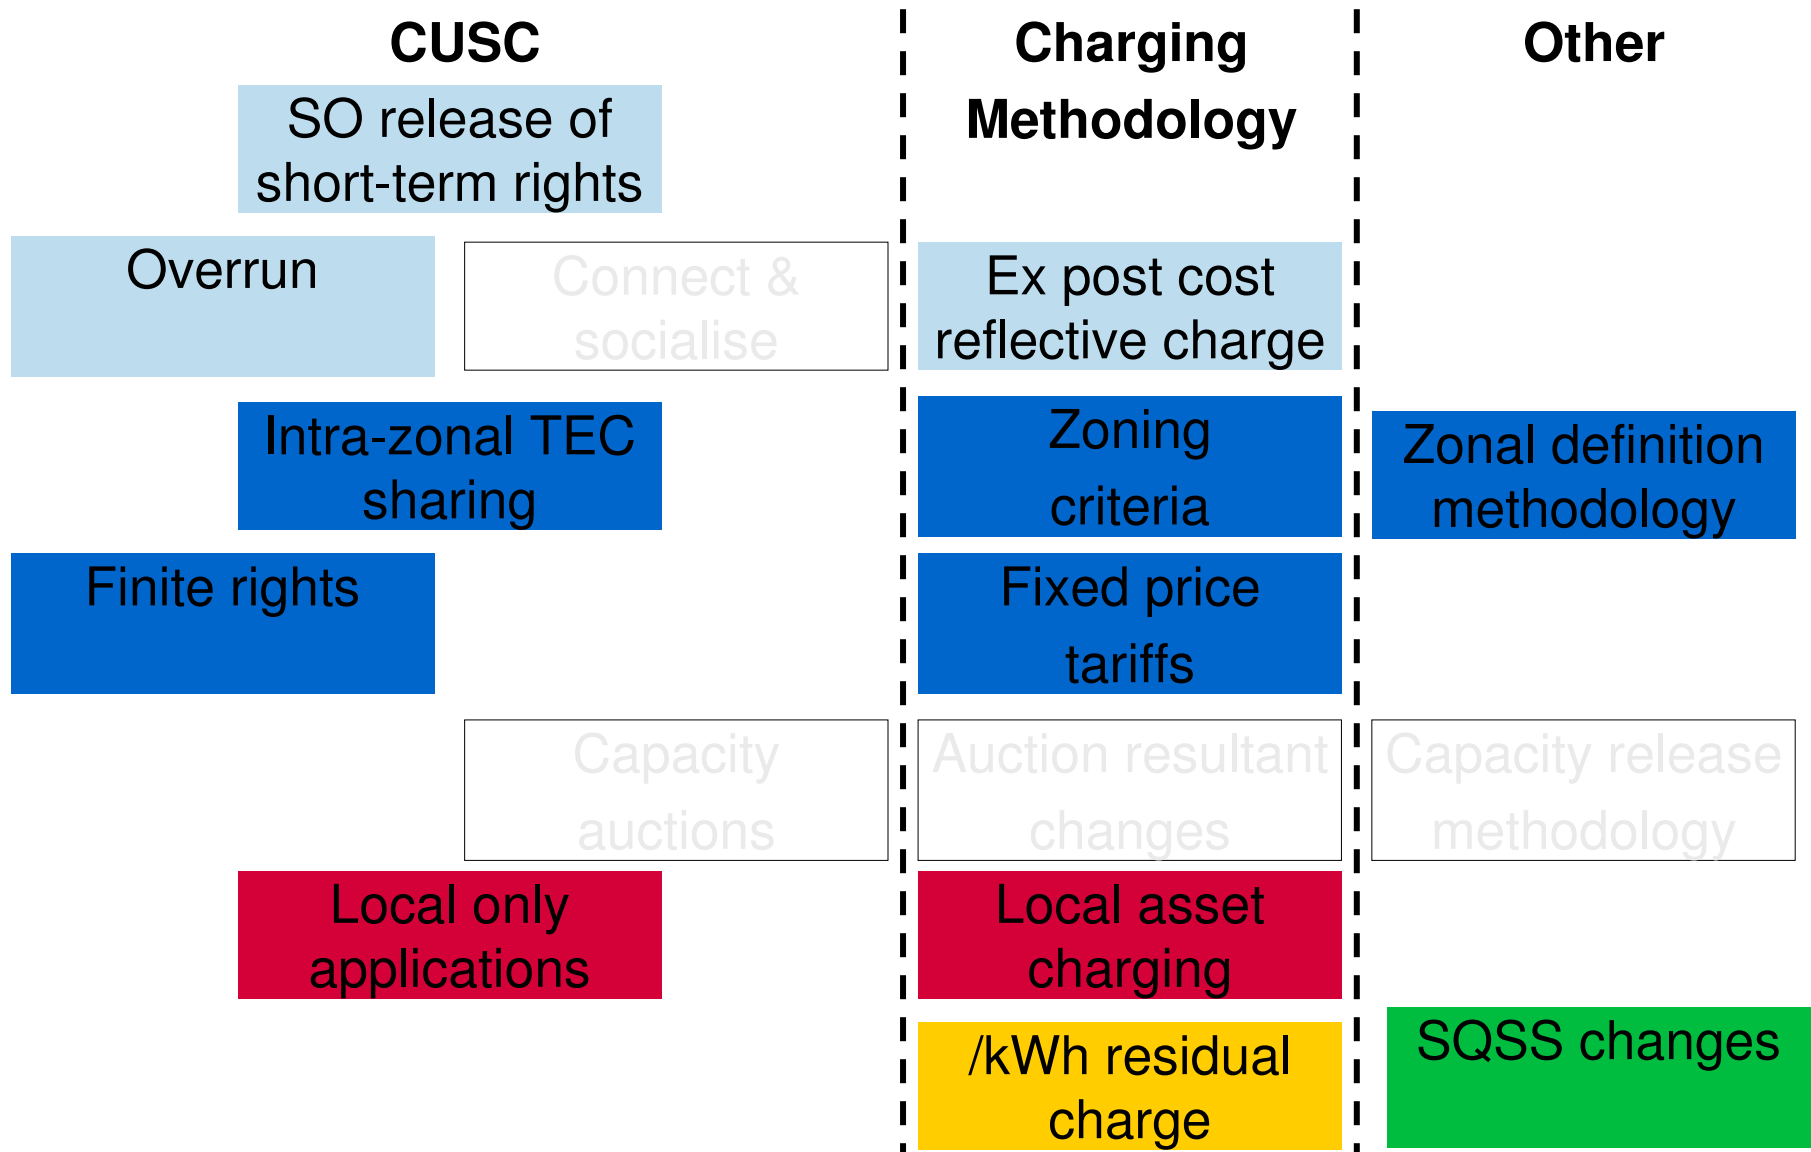 CUSC
Charging
Methodology
Other
SO release of
short-term rights
Overrun
Connect &
socialise
Ex post cost
reflective charge
Intra-zonal TEC
sharing
Zoning
criteria
Zonal definition
methodology
Finite rights
Fixed price
tariffs
Capacity
auctions
Auction resultant
changes
Capacity release
methodology
Local only
applications
Local asset
charging
/kWh residual
charge
SQSS changes